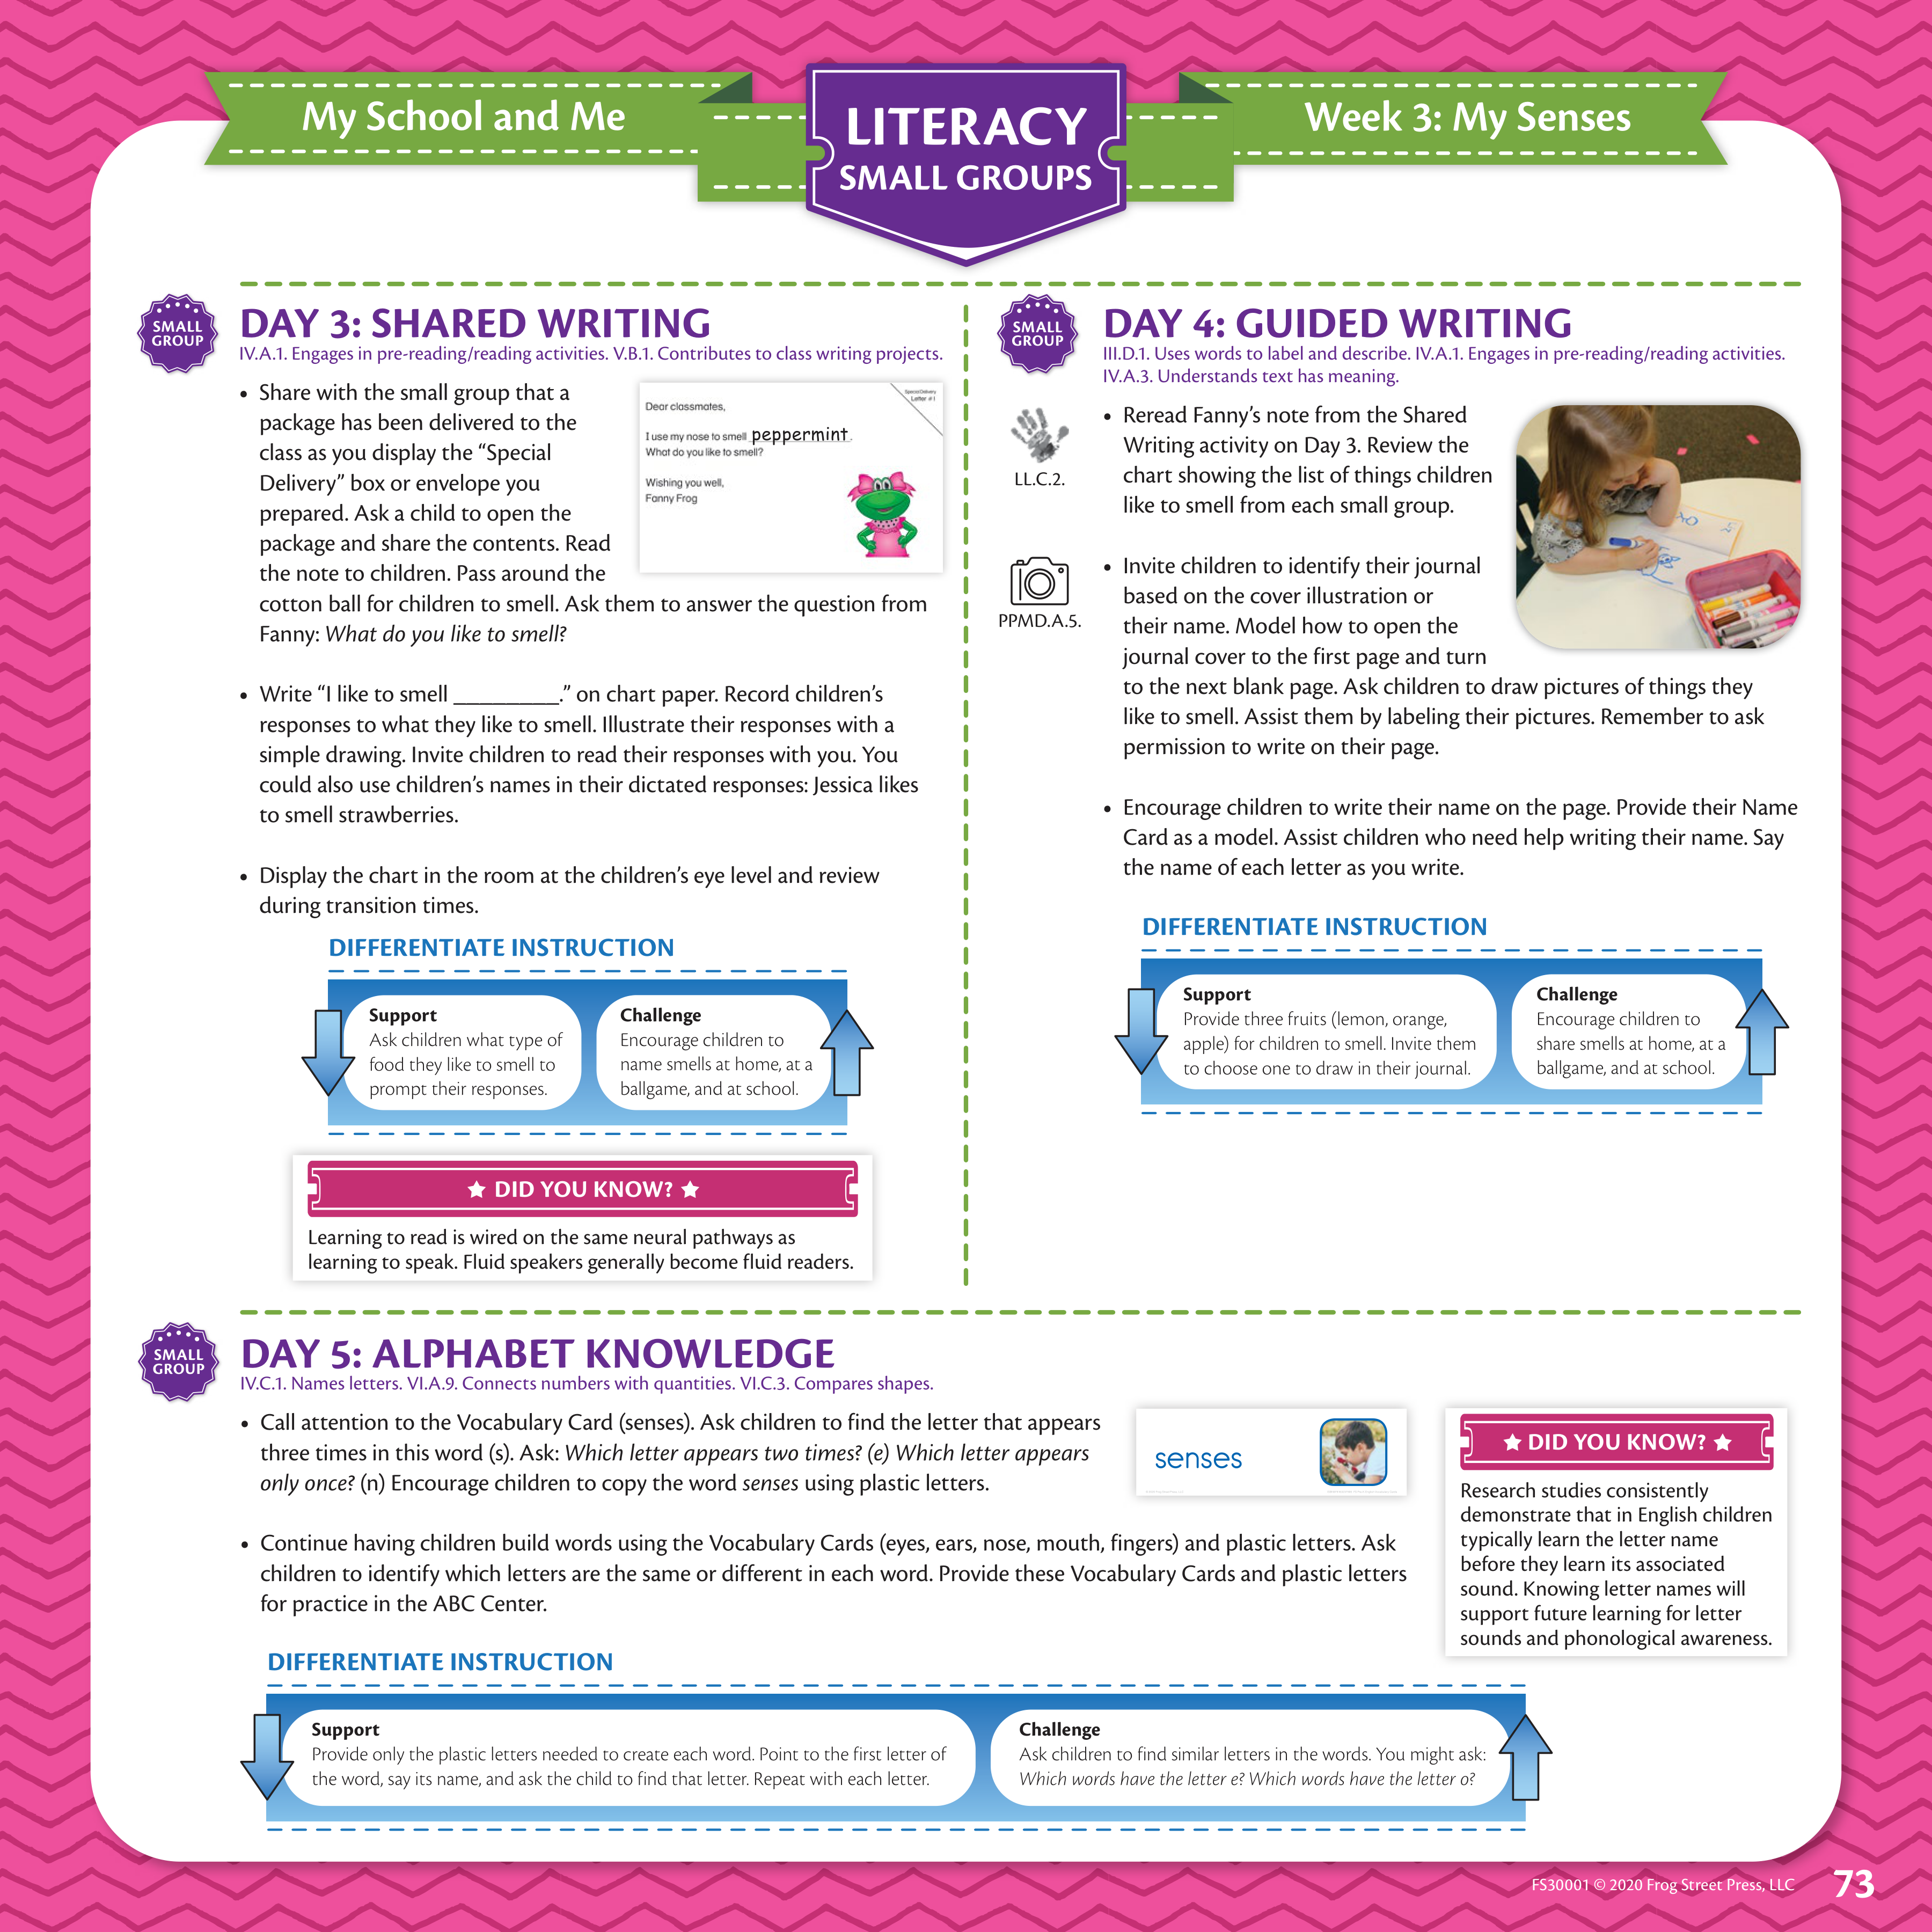 My School and Me
LITERACY
SMALL GROUPS
Week 3: My Senses
SMALL
GROUP
DAY 3: SHARED WRITING
IV.A.1. Engages in pre-reading/reading activities. V.B.1. Contributes to class writing projects.
• Share with the small group that a
package has been delivered to the
class as you display the “Special
Delivery” box or envelope you
prepared. Ask a child to open the
package and share the contents. Read
the note to children. Pass around the
cotton ball for children to smell. Ask them to answer the question from
Fanny: What do you like to smell?
Special Delivery
Letter #1
Dear classmates,
I use my nose to smell peppermint.
What do you like to smell?
Wishing you well,
Fanny Frog
• Write “I like to smell _________.” on chart paper. Record children’s
responses to what they like to smell. Illustrate their responses with a
simple drawing. Invite children to read their responses with you. You
could also use children’s names in their dictated responses: Jessica likes
to smell strawberries.
• Display the chart in the room at the children’s eye level and review
during transition times.
DIFFERENTIATE INSTRUCTION
Support
Ask children what type of
food they like to smell to
prompt their responses.
Challenge
Encourage children to
name smells at home, at a
ballgame, and at school.
DID YOU KNOW?
Learning to read is wired on the same neural pathways as
learning to speak. Fluid speakers generally become fluid readers.
SMALL
GROUP
DAY 4: GUIDED WRITING
III.D.1. Uses words to label and describe. IV.A.1. Engages in pre-reading/reading activities.
IV.A.3. Understands text has meaning.
LL.C.2.
• Reread Fanny’s note from the Shared
Writing activity on Day 3. Review the
chart showing the list of things children
like to smell from each small group.
PPMD.A.5.
• Invite children to identify their journal
based on the cover illustration or
their name. Model how to open the
journal cover to the first page and turn
to the next blank page. Ask children to draw pictures of things they
like to smell. Assist them by labeling their pictures. Remember to ask
permission to write on their page.
• Encourage children to write their name on the page. Provide their Name
Card as a model. Assist children who need help writing their name. Say
the name of each letter as you write.
DIFFERENTIATE INSTRUCTION
Support
Provide three fruits (lemon, orange,
apple) for children to smell. Invite them
to choose one to draw in their journal.
Challenge
Encourage children to
share smells at home, at a
ballgame, and at school.
SMALL
GROUP
DAY 5: ALPHABET KNOWLEDGE
IV.C.1. Names letters. VI.A.9. Connects numbers with quantities. VI.C.3. Compares shapes.
• Call attention to the Vocabulary Card (senses). Ask children to find the letter that appears
three times in this word (s). Ask: Which letter appears two times? (e) Which letter appears
only once? (n) Encourage children to copy the word senses using plastic letters.
senses
• Continue having children build words using the Vocabulary Cards (eyes, ears, nose, mouth, fingers) and plastic letters. Ask
children to identify which letters are the same or different in each word. Provide these Vocabulary Cards and plastic letters
for practice in the ABC Center.
DID YOU KNOW?
Research studies consistently
demonstrate that in English children
typically learn the letter name
before they learn its associated
sound. Knowing letter names will
support future learning for letter
sounds and phonological awareness.
DIFFERENTIATE INSTRUCTION
Support
Provide only the plastic letters needed to create each word. Point to the first letter of
the word, say its name, and ask the child to find that letter. Repeat with each letter.
Challenge
Ask children to find similar letters in the words. You might ask:
Which words have the letter e? Which words have the letter o?
FS30001 © 2020 Frog Street Press, LLC
73